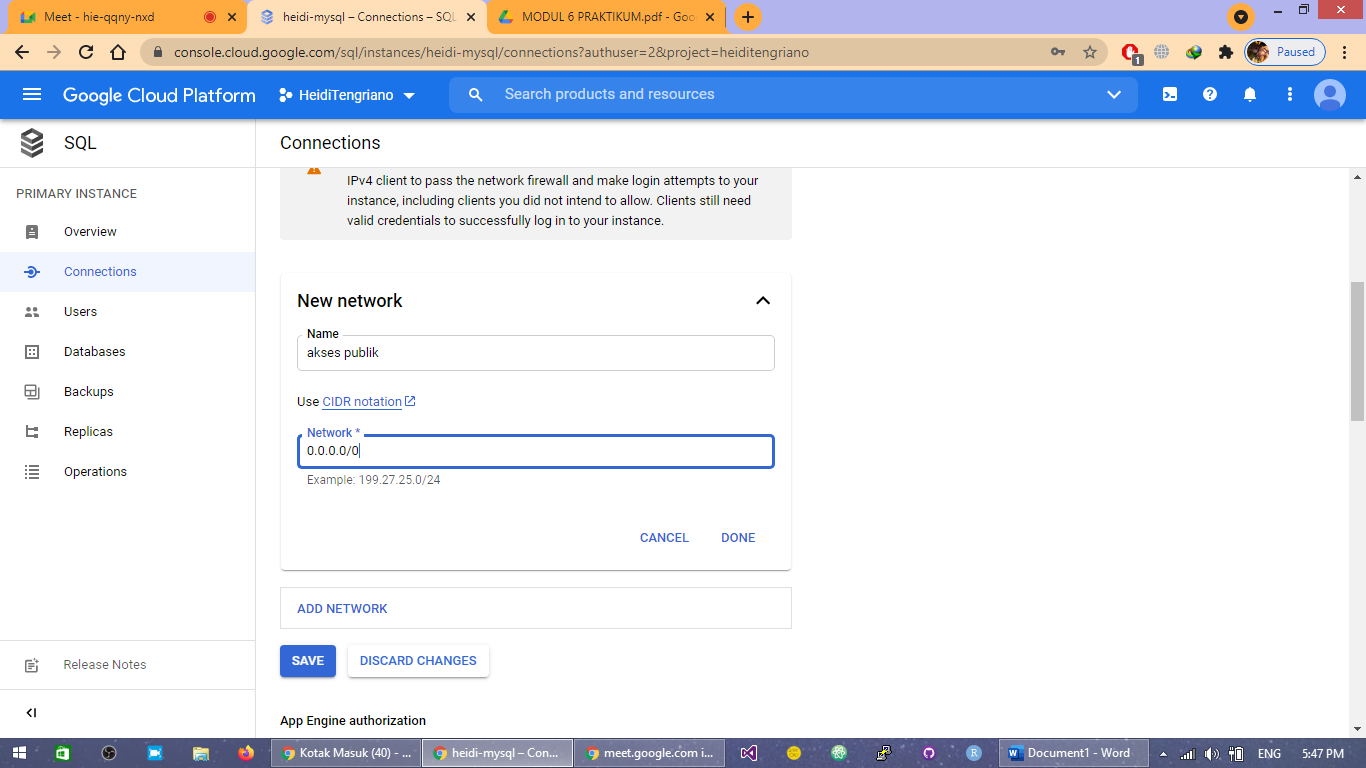 Meet - hie-qqny-nxd
heidi-mysql – Connections – SQL
MODUL 6 PRAKTIKUM.pdf - Goo
console.cloud.google.com/sql/instances/heidi-mysql/connections?authuser=2&project=heiditengriano
1
Paused
Google Cloud Platform
HeidiTengriano
Search products and resources
SQL
Connections
PRIMARY INSTANCE
Overview
Connections
Users
Databases
Backups
Replicas
Operations
Release Notes
IPv4 client to pass the network firewall and make login attempts to your
instance, including clients you did not intend to allow. Clients still need
valid credentials to successfully log in to your instance.
New network
Name
akses publik
Use CIDR notation
Network *
0.0.0.0/0
Example: 199.27.25.0/24
CANCEL
DONE
ADD NETWORK
SAVE
DISCARD CHANGES
App Engine authorization
Kotak Masuk (40) - ...
heidi-mysql – Con...
meet.google.com i...
R
Document1 - Word
ENG
5:47 PM